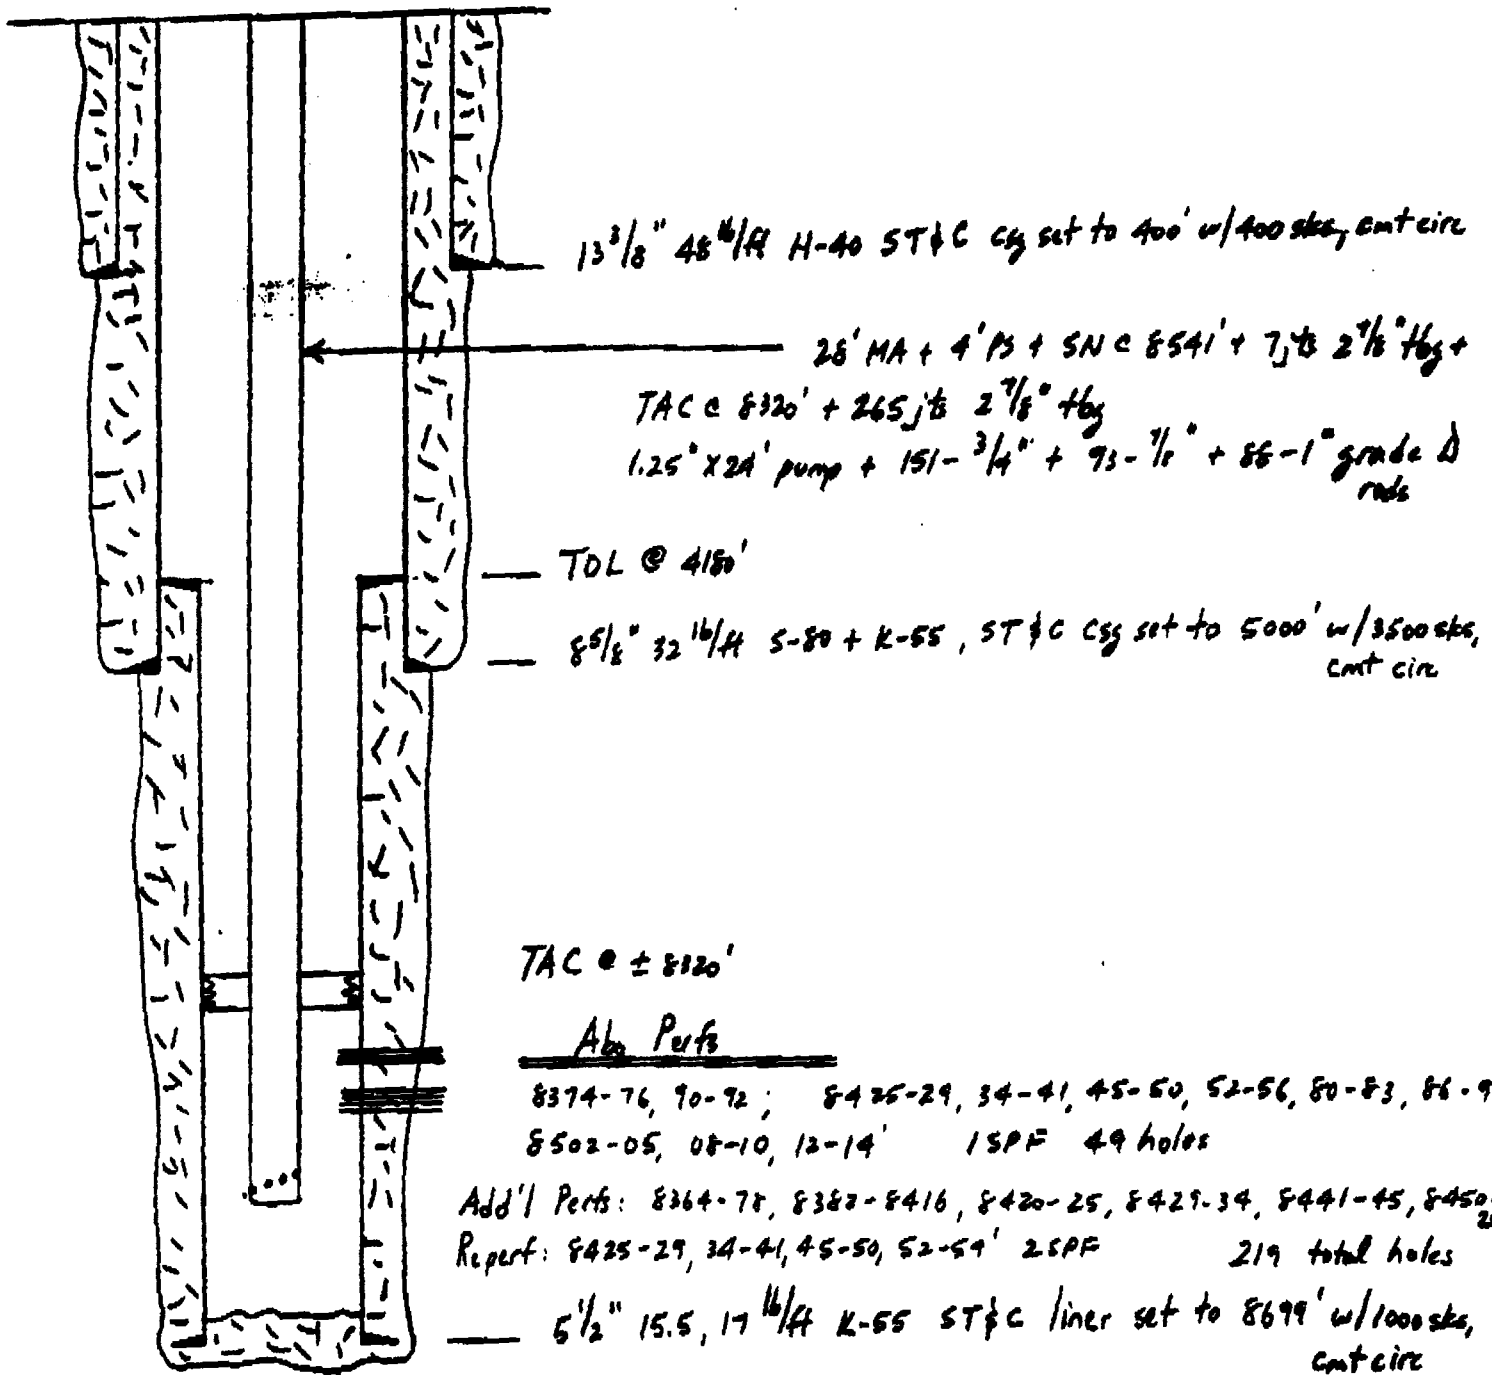 13 3/8" 48 lb/ft H-40 ST&C csg set to 400' w/400 sks, cmt circ
28' MA + 4' PS + SN @ 8541' + 7 jts 2 7/8" tbg +
TAC @ 8320' + 265 jts 2 7/8" tbg
1.25" X 24' pump + 151 - 3/4" + 93 - 7/8" + 88 - 1" grade D
rods
TOL @ 4180'
8 5/8" 32 lb/ft S-80 + K-55, ST&C csg set to 5000' w/3500 sks,
cmt circ
TAC @ ± 8320'
Abo Perfs
8374-76, 90-92; 8425-29, 34-41, 45-50, 52-56, 80-83, 86-9
8502-05, 08-10, 12-14' 1 SPF 49 holes
Add'l Perfs: 8364-78, 8382-8416, 8420-25, 8429-34, 8441-45, 8450
Reperf: 8425-29, 34-41, 45-50, 52-54' 2 SPF 219 total holes
5 1/2" 15.5, 17 lb/ft K-55 ST&C liner set to 8699' w/1000 sks,
cmt circ